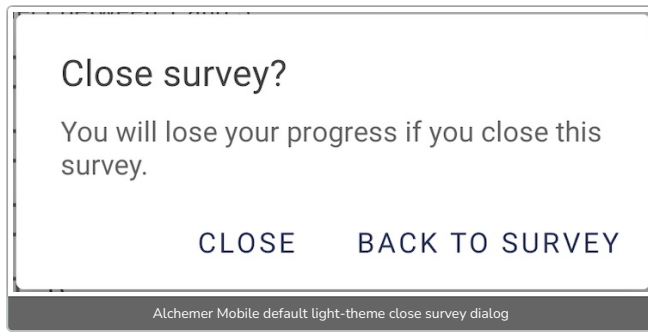 Close survey?
You will lose your progress if you close this
survey.
CLOSE BACK TO SURVEY
Alchemer Mobile default light-theme close survey dialog